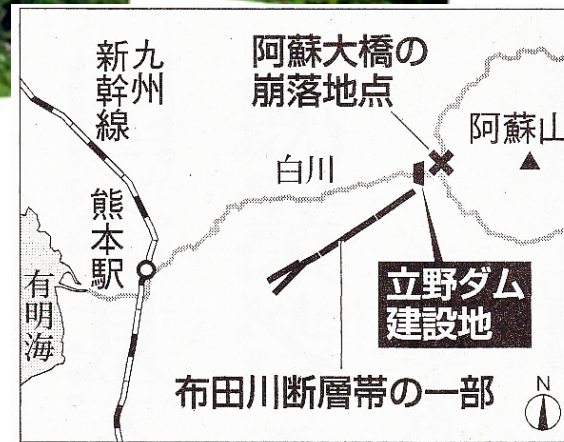 九州
新幹線
熊本駅
有明海
白川
阿蘇大橋の
崩落地点
阿蘇山
立野ダム
建設地
布田川断層帯の一部
N